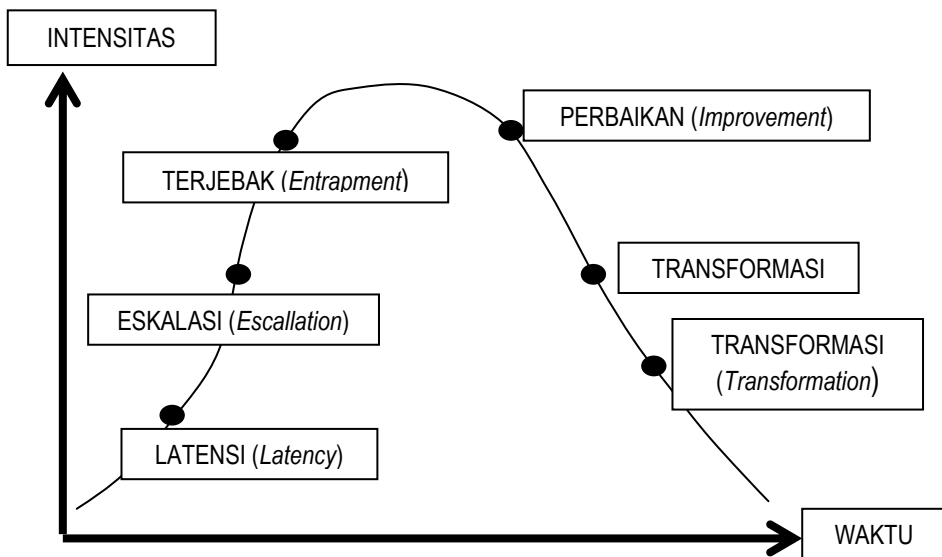 INTENSITAS
PERBAIKAN (Improvement)
TERJEBAK (Entrapment)
TRANSFORMASI
ESKALASI (Escallation)
TRANSFORMASI
(Transformation)
LATENSI (Latency)
WAKTU